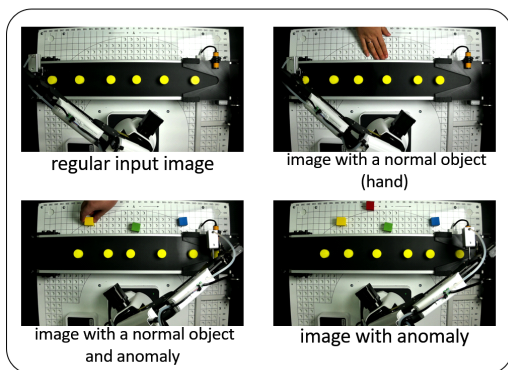 regular input image
image with a normal object
(hand)
image with a normal object
and anomaly
image with anomaly